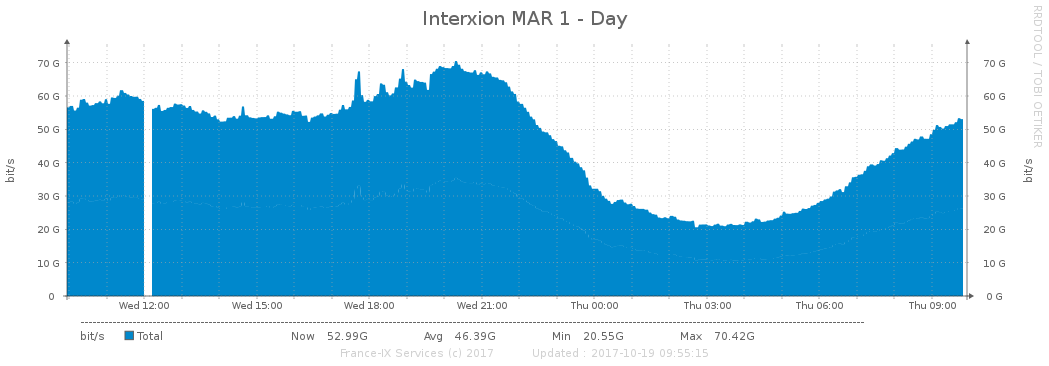 Interxion MAR 1 - Day
RRDTOOL / TOBI OETIKER
bit/s
bit/s
70 G
70 G
60 G
60 G
50 G
50 G
40 G
40 G
30 G
30 G
20 G
20 G
10 G
10 G
0
0 G
Wed 12:00 Wed 15:00 Wed 18:00 Wed 21:00 Thu 00:00 Thu 03:00 Thu 06:00 Thu 09:00
bit/s Total Now 52.99G Avg 46.39G Min 20.55G Max 70.42G
France-IX Services (c) 2017 Updated : 2017-10-19 09:55:15